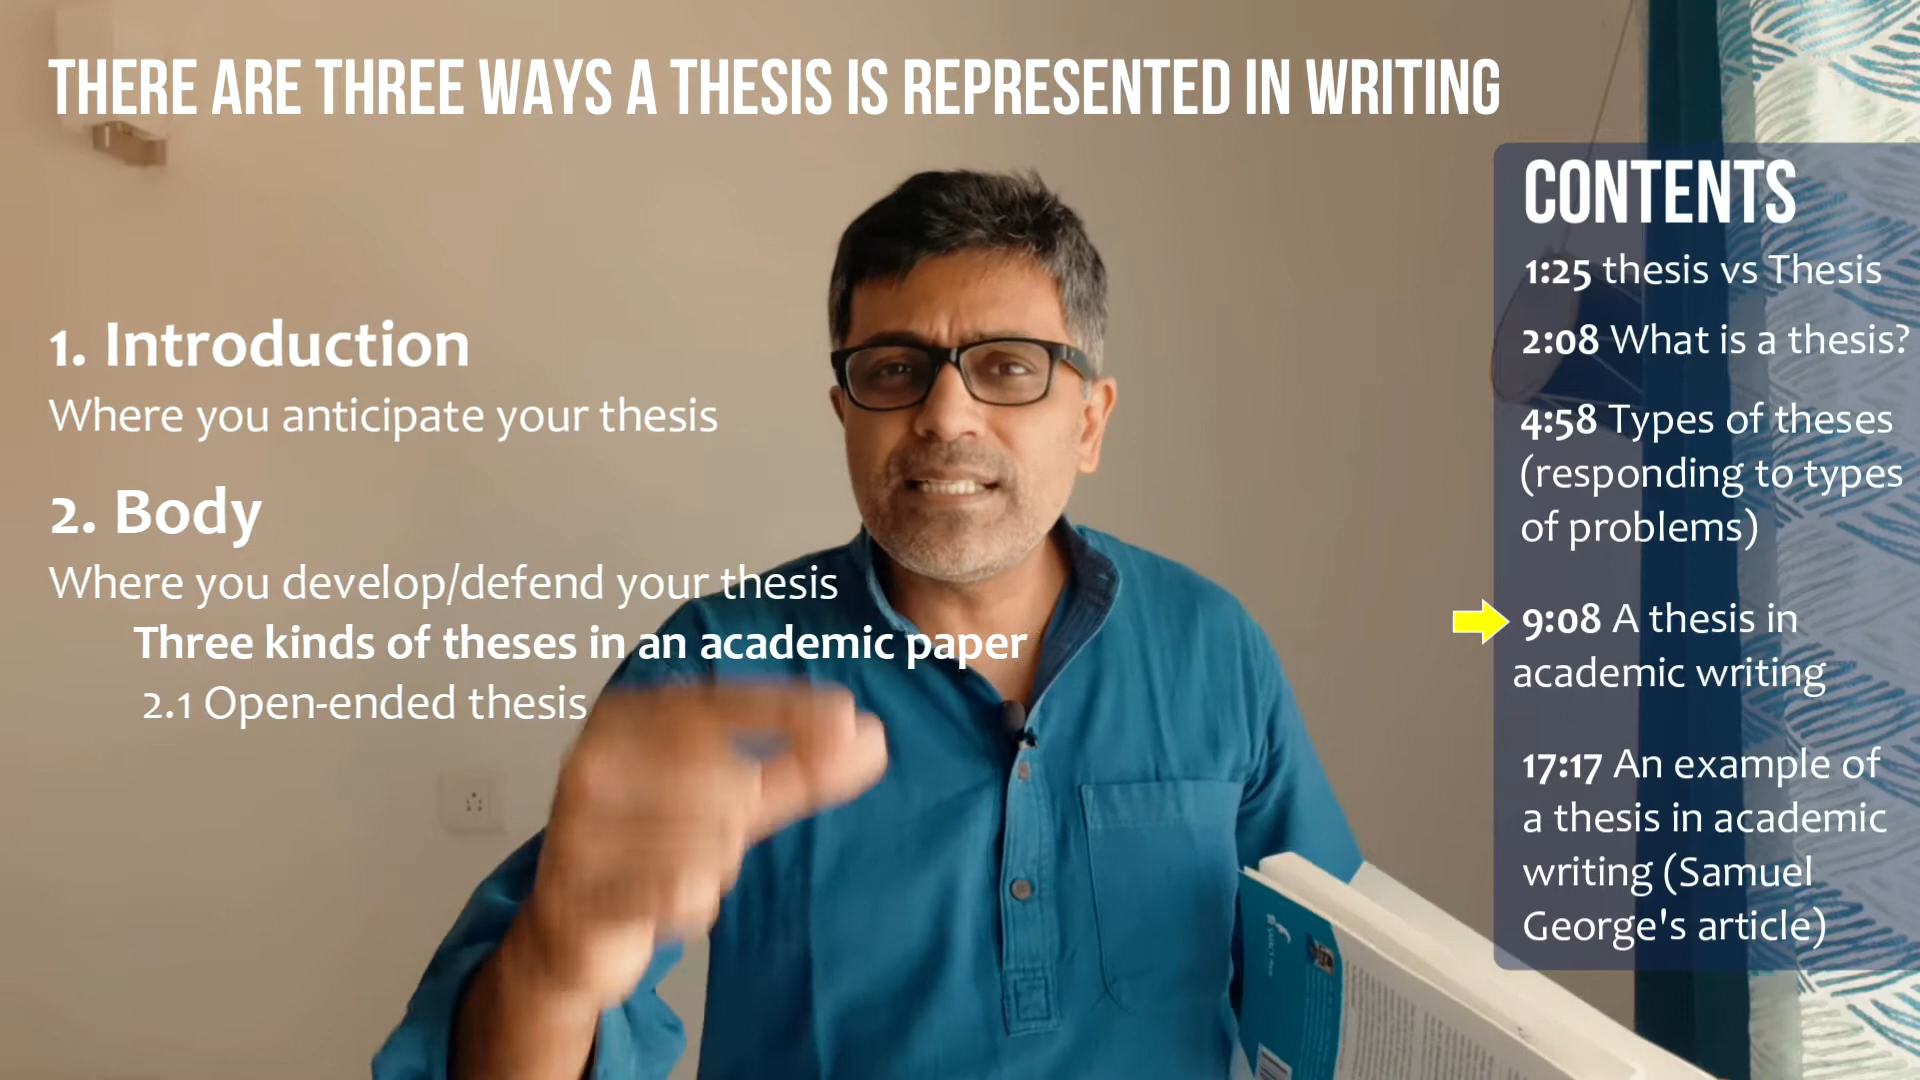 THERE ARE THREE WAYS A THESIS IS REPRESENTED IN WRITING
1. Introduction
Where you anticipate your thesis
2. Body
Where you develop/defend your thesis
Three kinds of theses in an academic paper
2.1 Open-ended thesis
CONTENTS
1:25 thesis vs Thesis
2:08 What is a thesis?
4:58 Types of theses
(responding to types
of problems)
9:08 A thesis in
academic writing
17:17 An example of
a thesis in academic
writing (Samuel
George's article)